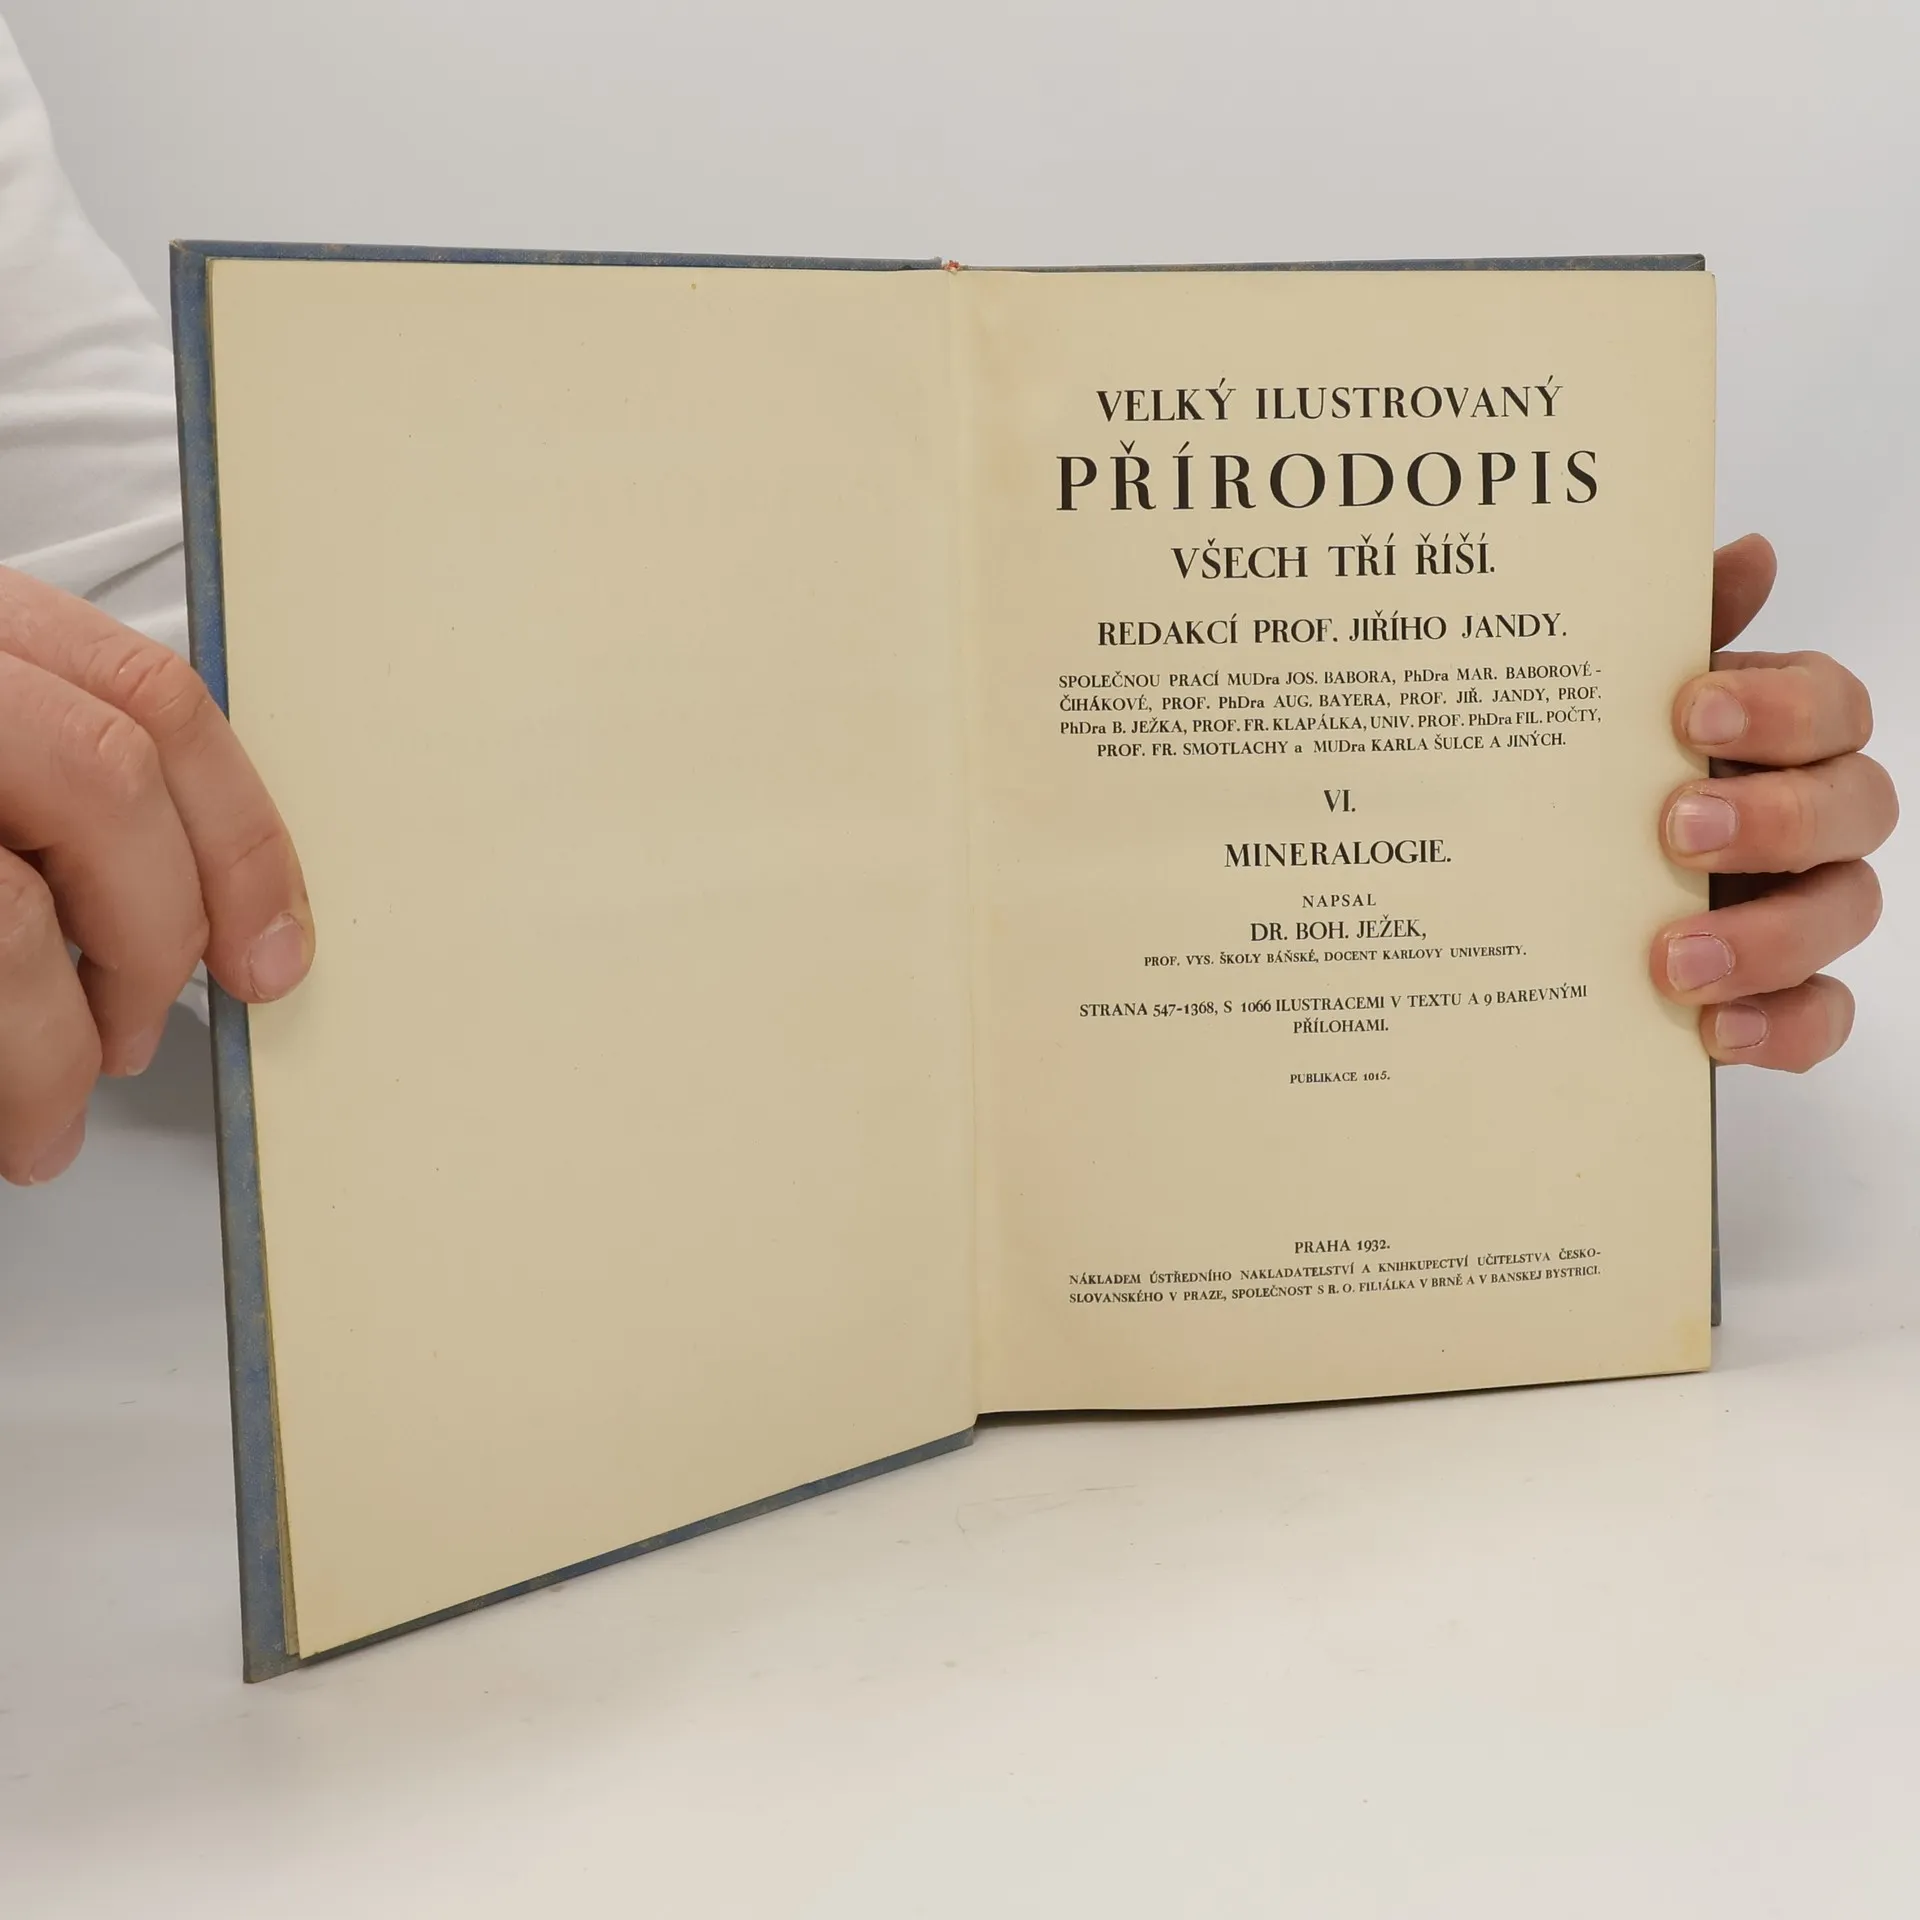 VELKÝ ILUSTROVANÝ
PŘÍRODOPIS
VŠECH TŘÍ ŘÍŠÍ.
REDAKCÍ PROF. JIŘÍHO JANDY.
SPOLEČNOU PRACÍ MUDra JOS. BABORA, PhDra MAR. BABOROVÉ-
ČIHÁKOVÉ, PROF. PhDra AUG. BAYERA, PROF. JIŘ. JANDY, PROF.
PhDra B. JEŽKA, PROF. FR. KLAPÁLKA, UNIV. PROF. PhDra FIL. POČTY,
PROF. FR. SMOTLACHY a MUDra KARLA ŠULCE A JINÝCH.
VI.
MINERALOGIE.
NAPSAL
DR. BOH. JEŽEK,
PROF. VYS. ŠKOLY BÁŇSKÉ, DOCENT KARLOVY UNIVERSITY.
STRANA 547-1368, S 1066 ILUSTRACEMI V TEXTU A 9 BAREVNÝMI
PŘÍLOHAMI.
PUBLIKACE 1015.
PRAHA 1932.
NÁKLADEM ÚSTŘEDNÍHO NAKLADATELSTVÍ A KNIHKUPECTVÍ UČITELSTVA ČESKO-
SLOVANSKÉHO V PRAZE, SPOLEČNOST S R. O. FILIÁLKA V BRNĚ A V BANSKEJ BYSTRICI.